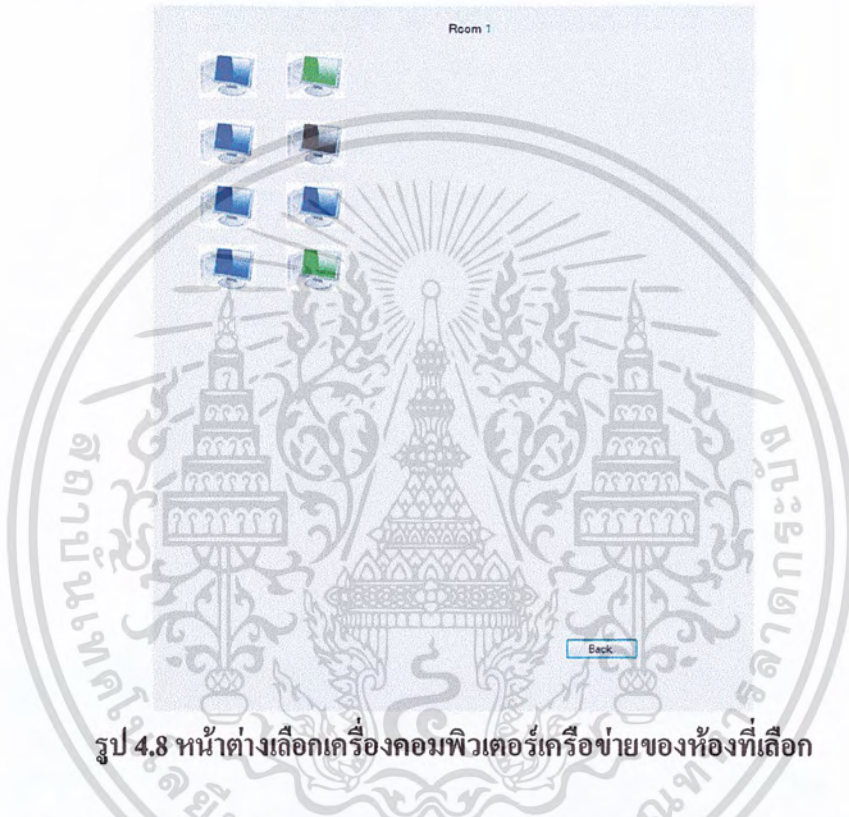 Room 1
Back
รูป 4.8 หน้าต่างเลือกเครื่องคอมพิวเตอร์เครือข่ายของห้องที่เลือก